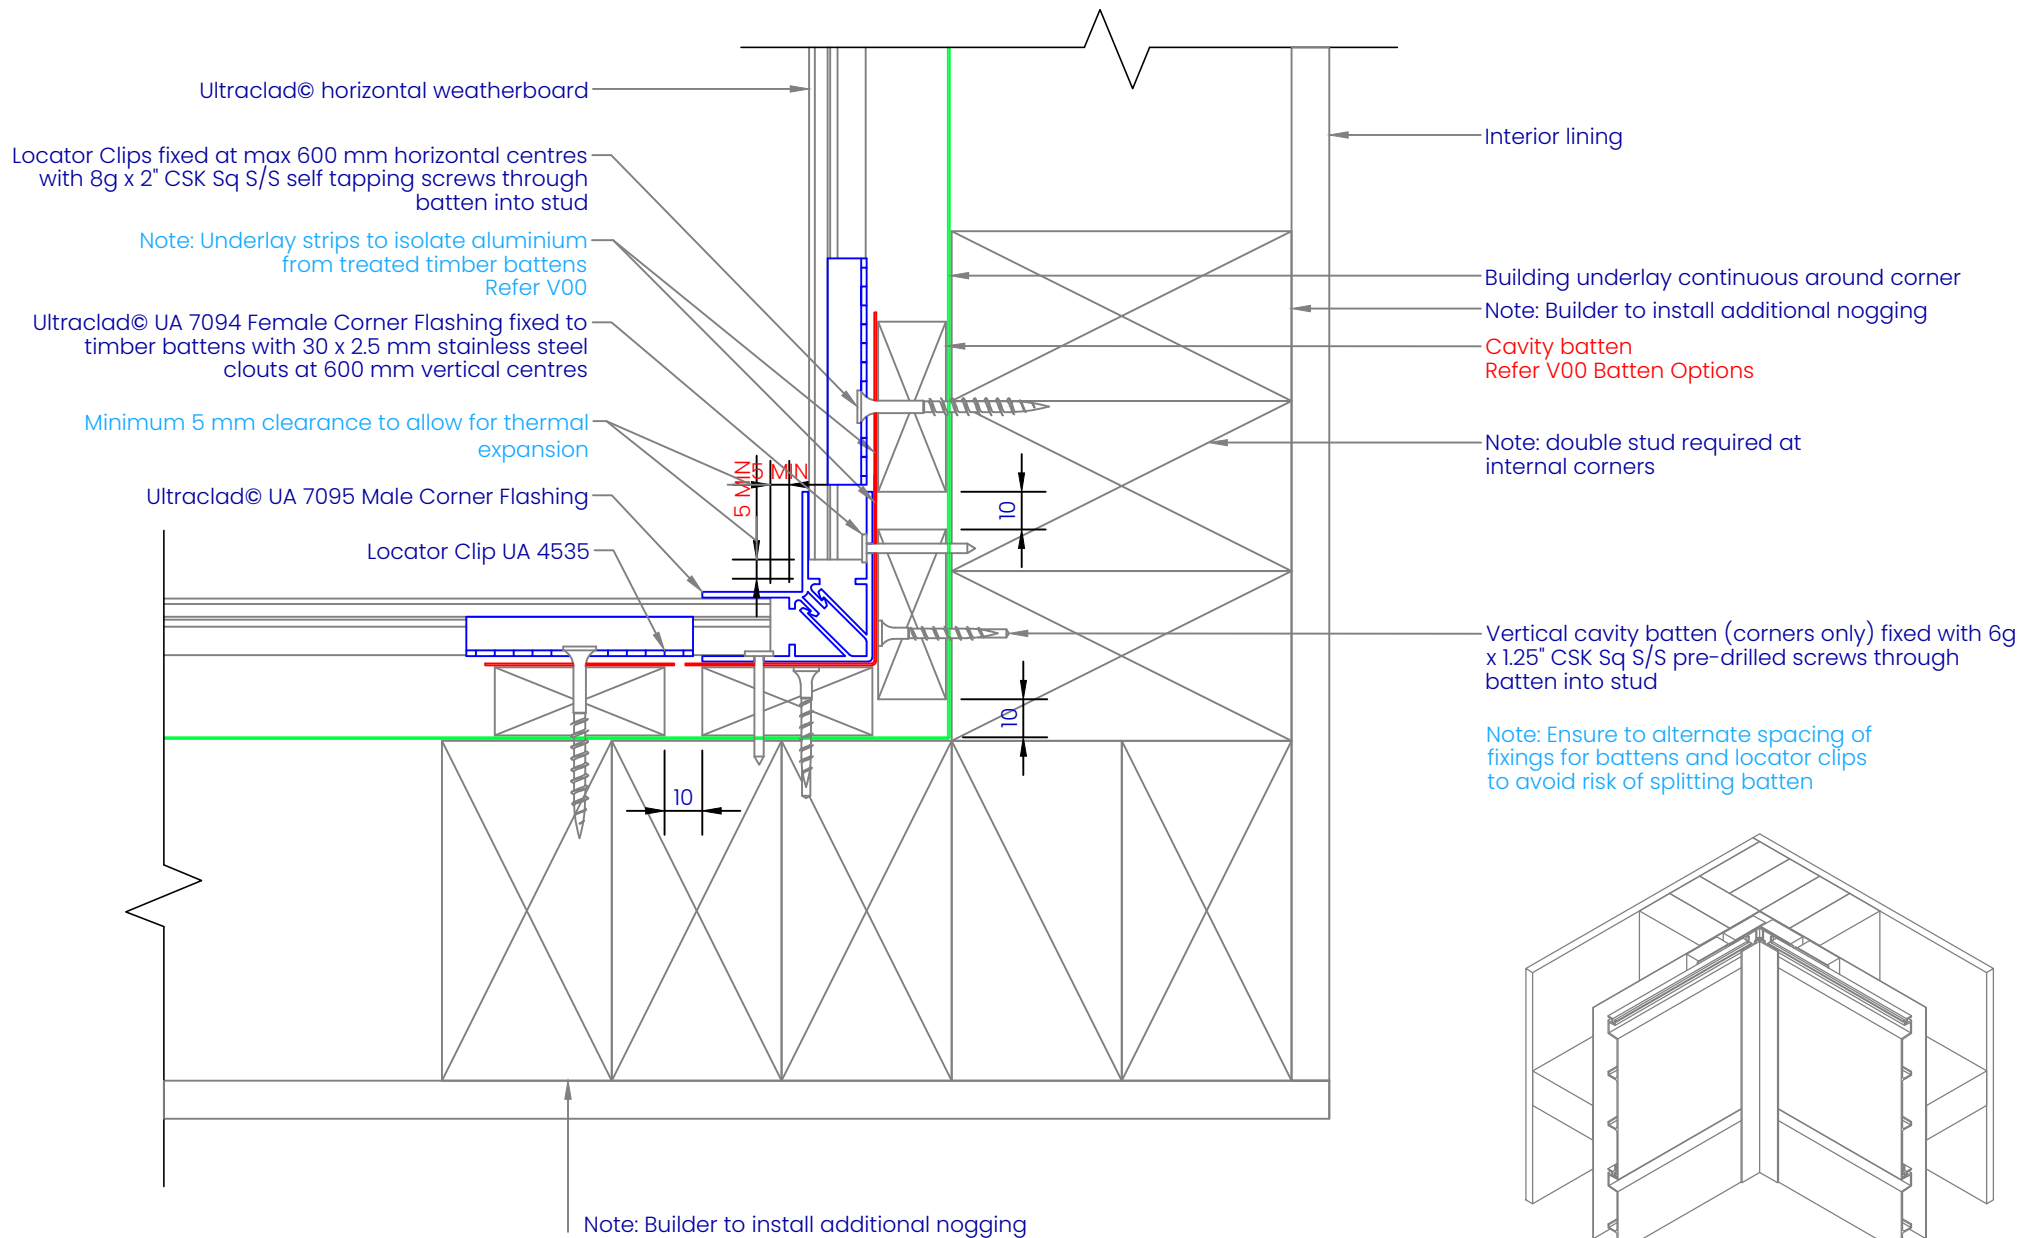 Ultraclad© horizontal weatherboard
Locator Clips fixed at max 600 mm horizontal centres
with 8g x 2" CSK Sq S/S self tapping screws through
batten into stud
Note: Underlay strips to isolate aluminium
from treated timber battens
Refer V00
Ultraclad© UA 7094 Female Corner Flashing fixed to
timber battens with 30 x 2.5 mm stainless steel
clouts at 600 mm vertical centres
Minimum 5 mm clearance to allow for thermal
expansion
Ultraclad© UA 7095 Male Corner Flashing
Locator Clip UA 4535
5 MIN
5 MIN
10
10
10
Interior lining
Building underlay continuous around corner
Note: Builder to install additional nogging
Cavity batten
Refer V00 Batten Options
Note: double stud required at
internal corners
Vertical cavity batten (corners only) fixed with 6g
x 1.25" CSK Sq S/S pre-drilled screws through
batten into stud
Note: Ensure to alternate spacing of
fixings for battens and locator clips
to avoid risk of splitting batten
Note: Builder to install additional nogging